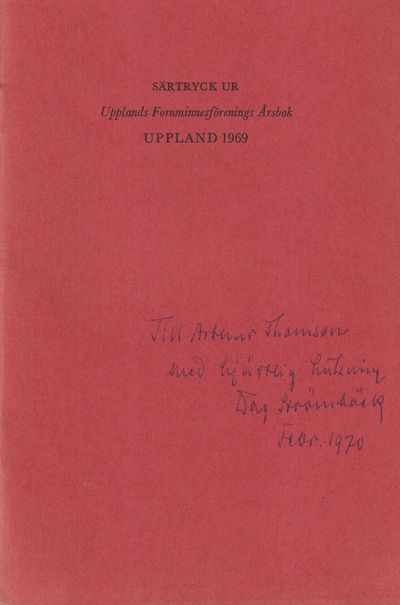 SÄRTRYCK UR
Upplands Fornminnesförenings Årsbok
UPPLAND 1969
Till Arthur Thomson
med hjärtlig hälsning
Dag Strömbäck
Febr. 1970